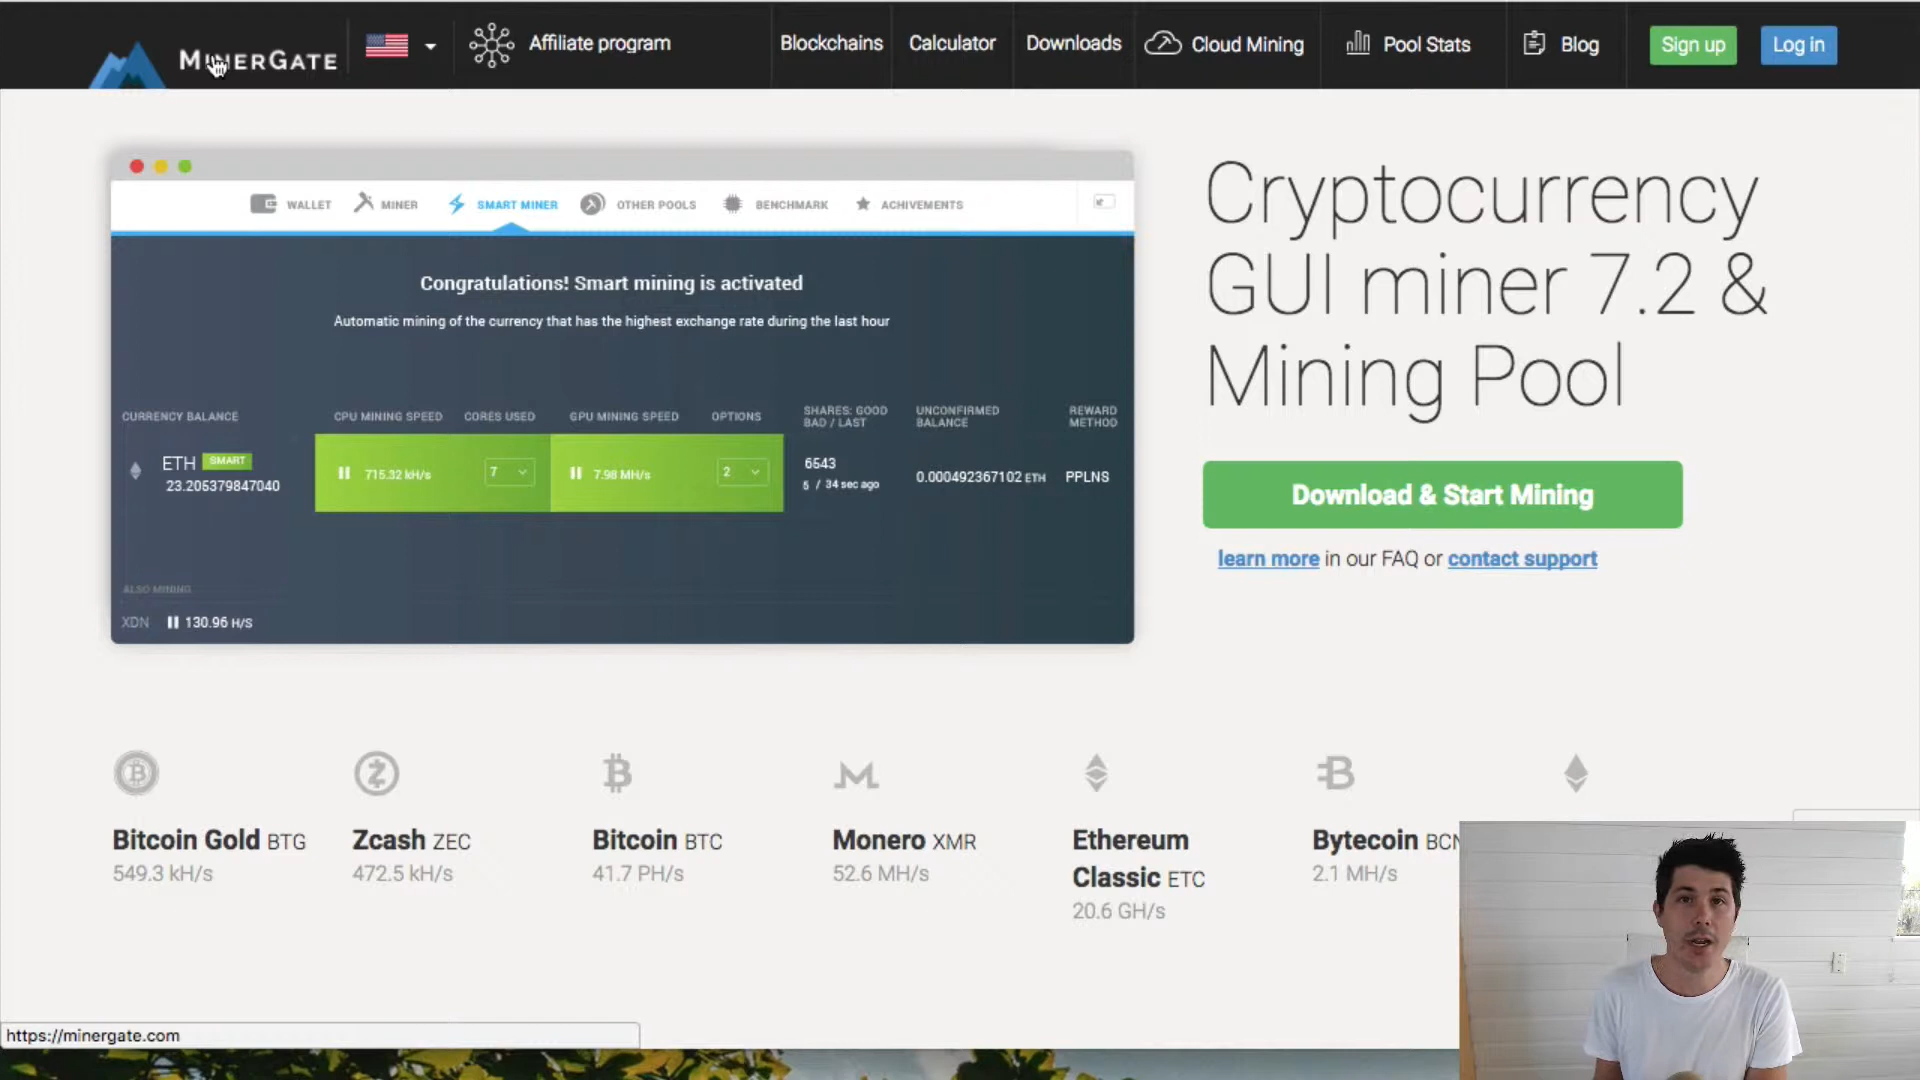 MINERGATE
Affiliate program
Blockchains
Calculator
Downloads
Cloud Mining
Pool Stats
Blog
Sign up
Log in
WALLET
MINER
SMART MINER
OTHER POOLS
BENCHMARK
ACHIVEMENTS
Congratulations! Smart mining is activated
Automatic mining of the currency that has the highest exchange rate during the last hour
CURRENCY BALANCE
CPU MINING SPEED
CORES USED
GPU MINING SPEED
OPTIONS
SHARES: GOOD
BAD / LAST
UNCONFIRMED
BALANCE
REWARD
METHOD
ETH SMART
23.205379847040
715.32 kH/s
7
7.98 MH/s
2
6543
5 / 34 sec ago
0.000492367102 ETH
PPLNS
ALSO MINING
XDN 130.96 H/S
Cryptocurrency
GUI miner 7.2 &
Mining Pool
Download & Start Mining
learn more in our FAQ or contact support
Bitcoin Gold BTG
549.3 kH/s
Zcash ZEC
472.5 kH/s
Bitcoin BTC
41.7 PH/s
Monero XMR
52.6 MH/s
Ethereum
Classic ETC
20.6 GH/s
Bytecoin BCN
2.1 MH/s
https://minergate.com